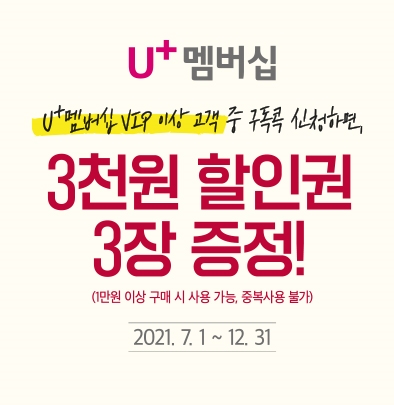 U+ 멤버십
U+멤버십 VIP 이상 고객 중 구독콕 신청하면,
3천원 할인권
3장 증정!
(1만원 이상 구매 시 사용 가능, 중복사용 불가)
2021. 7. 1 ~ 12. 31